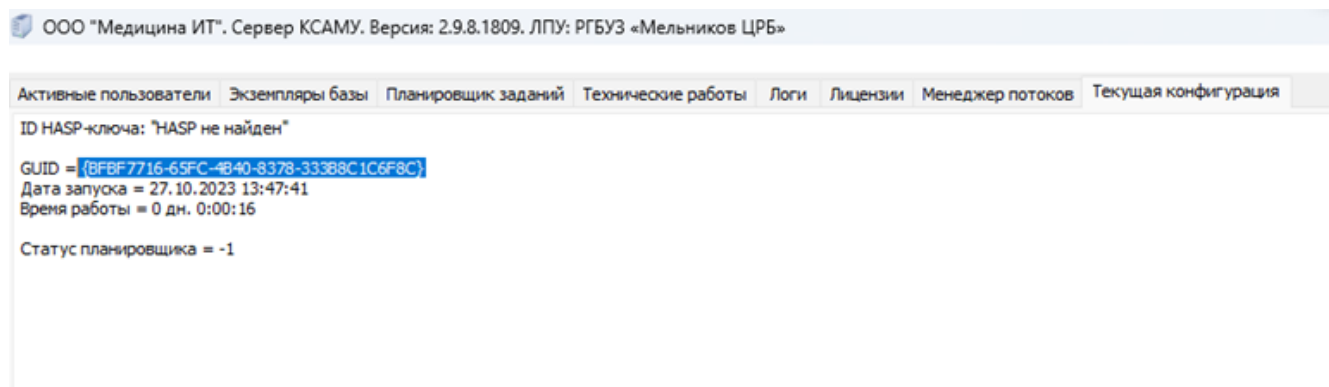 ООО "Медицина ИТ". Сервер КСАМУ. Версия: 2.9.8.1809. ЛПУ: РГБУЗ «Мельников ЦРБ»
Активные пользователи Экземпляры базы Планировщик заданий Технические работы Логи Лицензии Менеджер потоков Текущая конфигурация
ID HASP-ключа: "HASP не найден"
GUID = {BFBF7716-65FC-4B40-8378-333B8C1C6F8C}
Дата запуска = 27.10.2023 13:47:41
Время работы = 0 дн. 0:00:16
Статус планировщика = -1